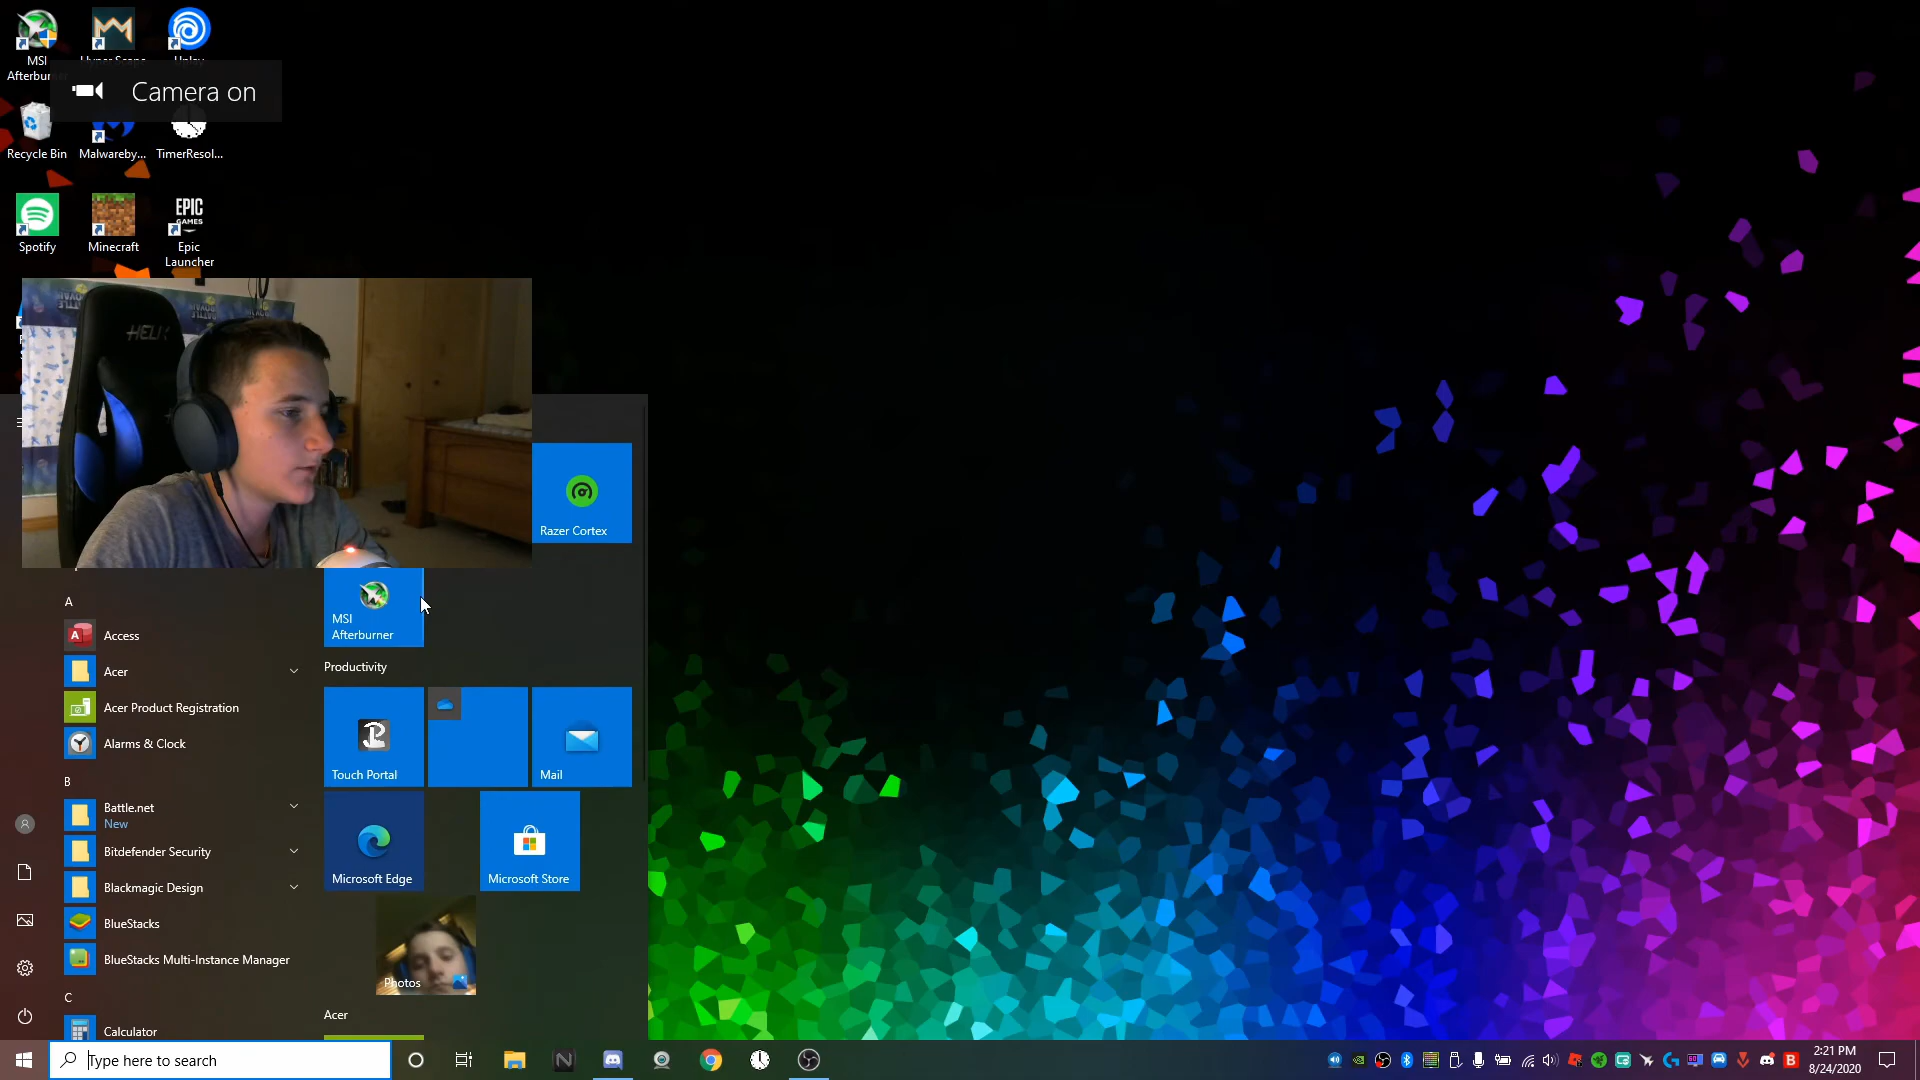 MSI
Afterburner
Camera on
Recycle Bin
Malwareby...
TimerResol...
Spotify
Minecraft
EPIC
GAMES
Epic
Launcher
A
Access
Acer
Acer Product Registration
Alarms & Clock
B
Battle.net
New
Bitdefender Security
Blackmagic Design
BlueStacks
BlueStacks Multi-Instance Manager
C
Calculator
Razer Cortex
MSI
Afterburner
Productivity
Touch Portal
Mail
Microsoft Edge
Microsoft Store
Photos
Acer
Type here to search
2:21 PM
8/24/2020